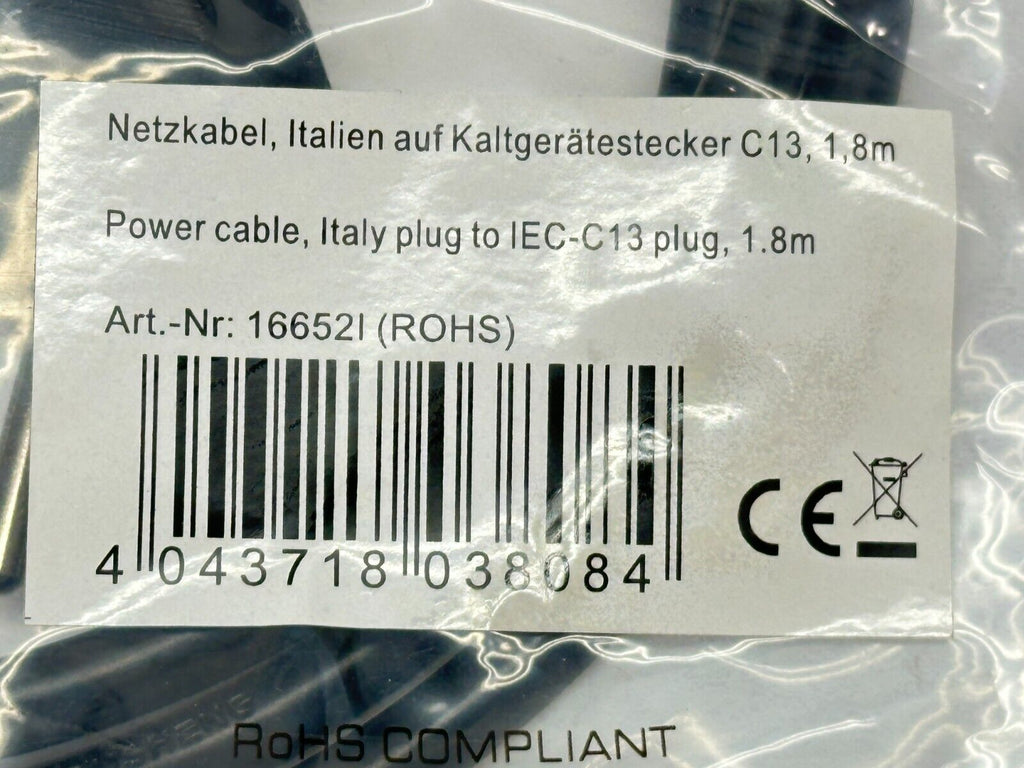 Netzkabel, Italien auf Kaltgerätestecker C13, 1,8m
Power cable, Italy plug to IEC-C13 plug, 1.8m
Art.-Nr: 16652I (ROHS)
4 043718 038084
CE
RoHS COMPLIANT